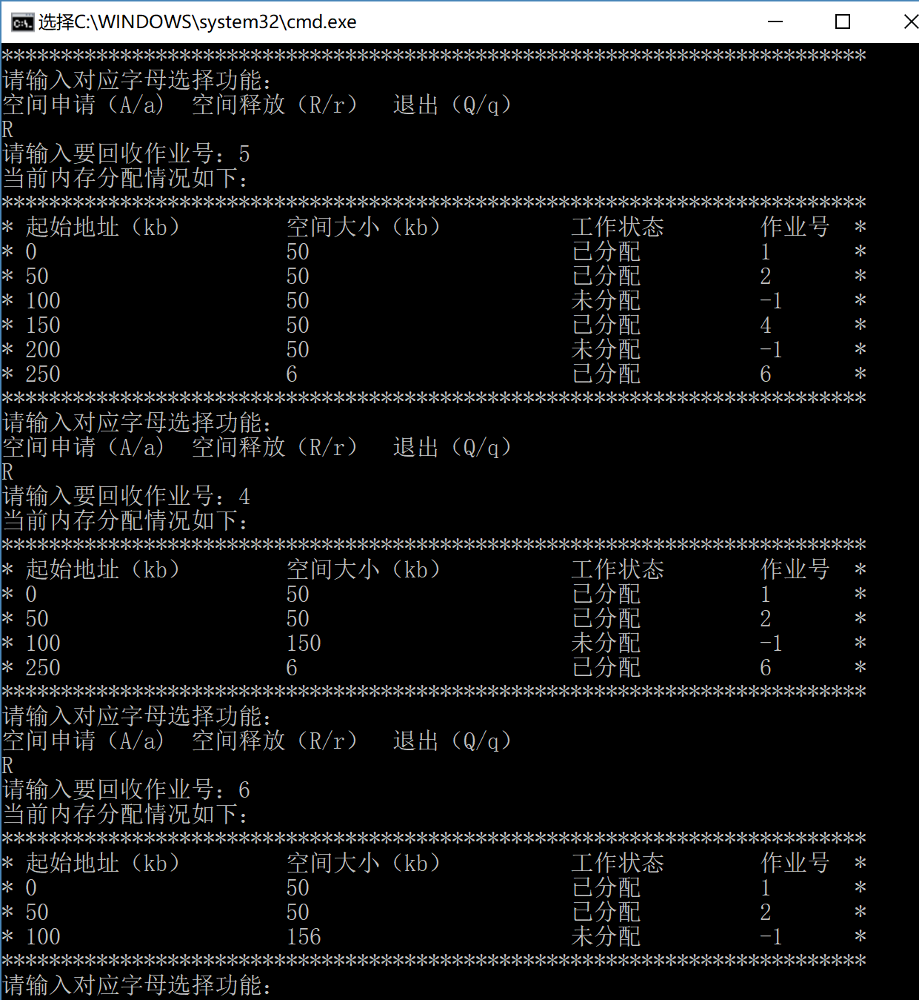 选择C:\WINDOWS\system32\cmd.exe
*************************************************************************
请输入对应字母选择功能：
空间申请（A/a） 空间释放（R/r）  退出（Q/q）
R
请输入要回收作业号：5
当前内存分配情况如下：
*************************************************************************
* 起始地址（kb） 空间大小（kb） 工作状态 作业号 *
* 0 50 已分配 1 *
* 50 50 已分配 2 *
* 100 50 未分配 -1 *
* 150 50 已分配 4 *
* 200 50 未分配 -1 *
* 250 6 已分配 6 *
*************************************************************************
请输入对应字母选择功能：
空间申请（A/a） 空间释放（R/r）  退出（Q/q）
R
请输入要回收作业号：4
当前内存分配情况如下：
*************************************************************************
* 起始地址（kb） 空间大小（kb） 工作状态 作业号 *
* 0 50 已分配 1 *
* 50 50 已分配 2 *
* 100 150 未分配 -1 *
* 250 6 已分配 6 *
*************************************************************************
请输入对应字母选择功能：
空间申请（A/a） 空间释放（R/r）  退出（Q/q）
R
请输入要回收作业号：6
当前内存分配情况如下：
*************************************************************************
* 起始地址（kb） 空间大小（kb） 工作状态 作业号 *
* 0 50 已分配 1 *
* 50 50 已分配 2 *
* 100 156 未分配 -1 *
*************************************************************************
请输入对应字母选择功能：